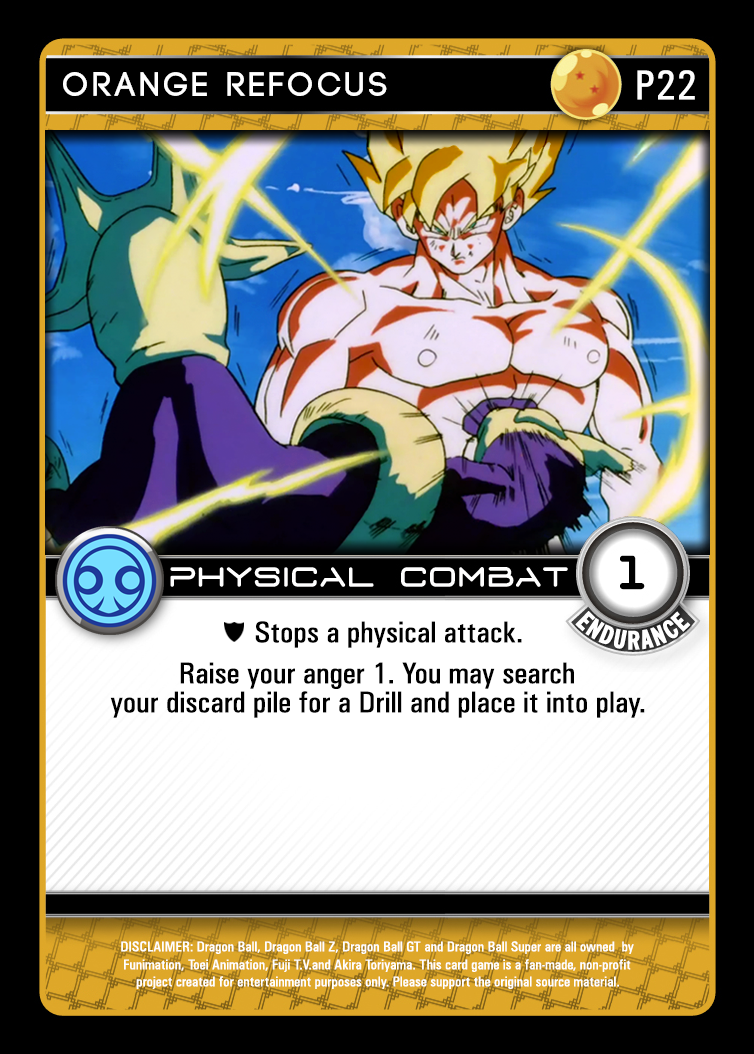 ORANGE REFOCUS
P22
PHYSICAL COMBAT
1
ENDURANCE
Stops a physical attack.
Raise your anger 1. You may search
your discard pile for a Drill and place it into play.
DISCLAIMER: Dragon Ball, Dragon Ball Z, Dragon Ball GT and Dragon Ball Super are all owned by
Funimation, Toei Animation, Fuji T.V.and Akira Toriyama. This card game is a fan-made, non-profit
project created for entertainment purposes only. Please support the original source material.